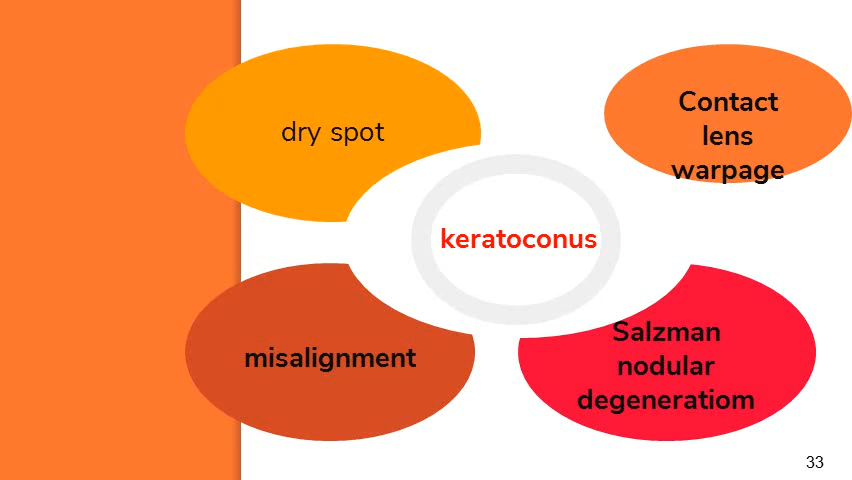 dry spot
Contact
lens
warpage
keratoconus
misalignment
Salzman
nodular
degeneratiom
33